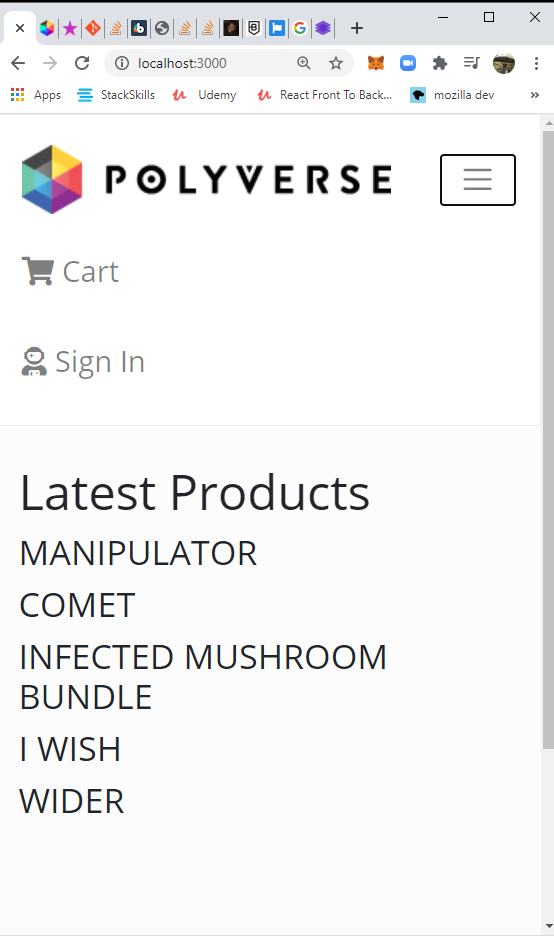 localhost:3000
Apps StackSkills Udemy React Front To Back... mozilla dev »
POLYVERSE
Cart
Sign In
Latest Products
MANIPULATOR
COMET
INFECTED MUSHROOM
BUNDLE
I WISH
WIDER